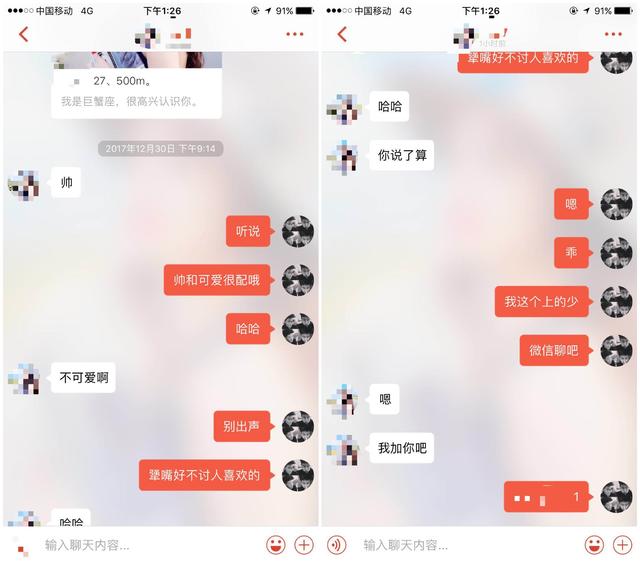 中国移动 4G 下午1:26 91%
27、500m。
我是巨蟹座，很高兴认识你。
2017年12月30日 下午9:14
帅
听说
帅和可爱很配哦
哈哈
不可爱啊
别出声
犟嘴好不讨人喜欢的
哈哈
输入聊天内容...
中国移动 4G 下午1:26 91%
7小时前
犟嘴好不讨人喜欢的
哈哈
你说了算
嗯
乖
我这个上的少
微信聊吧
嗯
我加你吧
1
输入聊天内容...